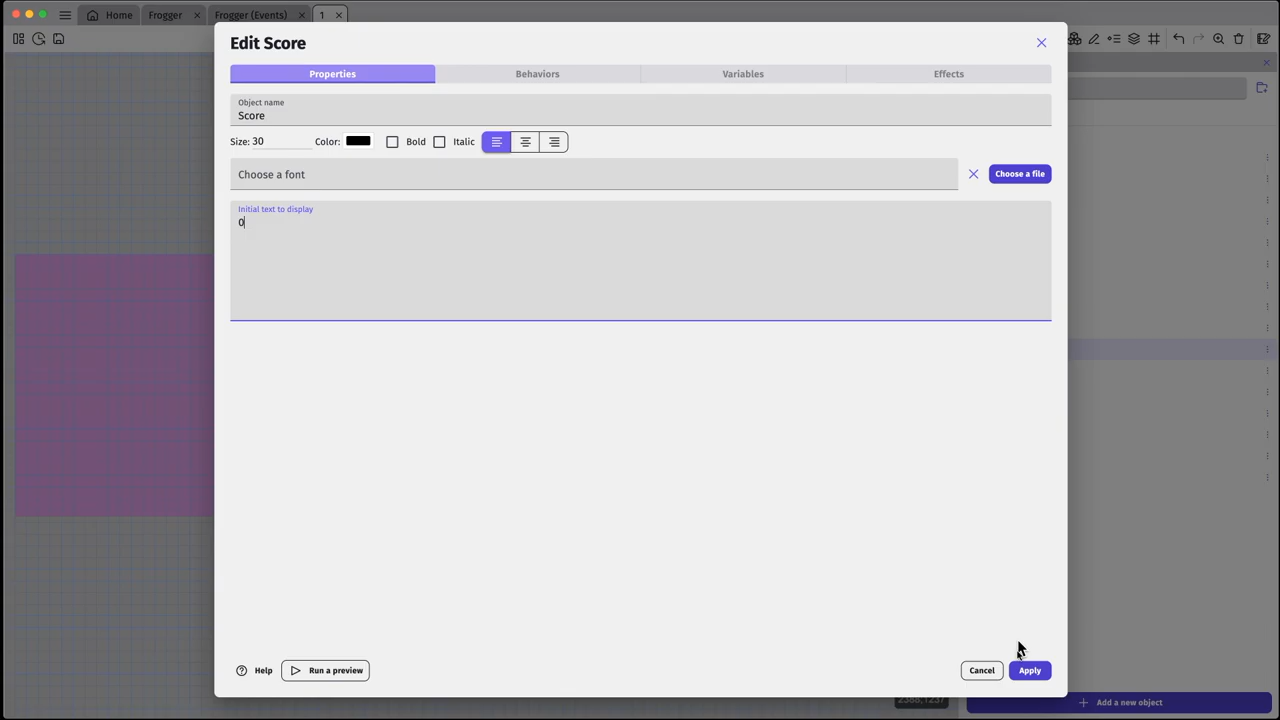 Home
Frogger
Frogger (Events)
1
Edit Score
Properties
Behaviors
Variables
Effects
Object name
Score
Size: 30
Color:
Bold
Italic
Choose a font
Choose a file
Initial text to display
0
Help
Run a preview
Cancel
Apply
Add a new object